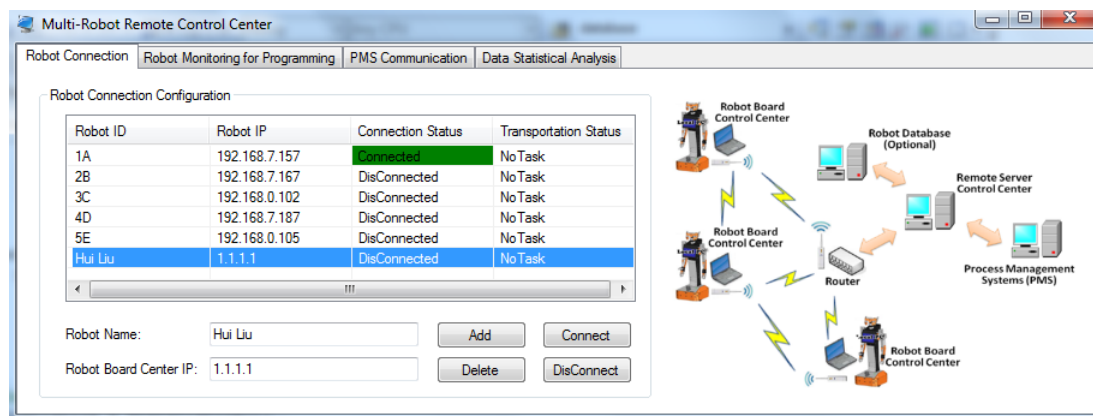 Multi-Robot Remote Control Center
Robot Connection Robot Monitoring for Programming PMS Communication Data Statistical Analysis
Robot Connection Configuration
Robot ID Robot IP Connection Status Transportation Status
1A 192.168.7.157 Connected NoTask
2B 192.168.7.167 DisConnected NoTask
3C 192.168.0.102 DisConnected NoTask
4D 192.168.7.187 DisConnected NoTask
5E 192.168.0.105 DisConnected NoTask
Hui Liu 1.1.1.1 DisConnected NoTask
Robot Name: Hui Liu Add Connect
Robot Board Center IP: 1.1.1.1 Delete DisConnect
Robot Board
Control Center
Robot Database
(Optional)
Remote Server
Control Center
Robot Board
Control Center
Router
Process Management
Systems (PMS)
Robot Board
Control Center